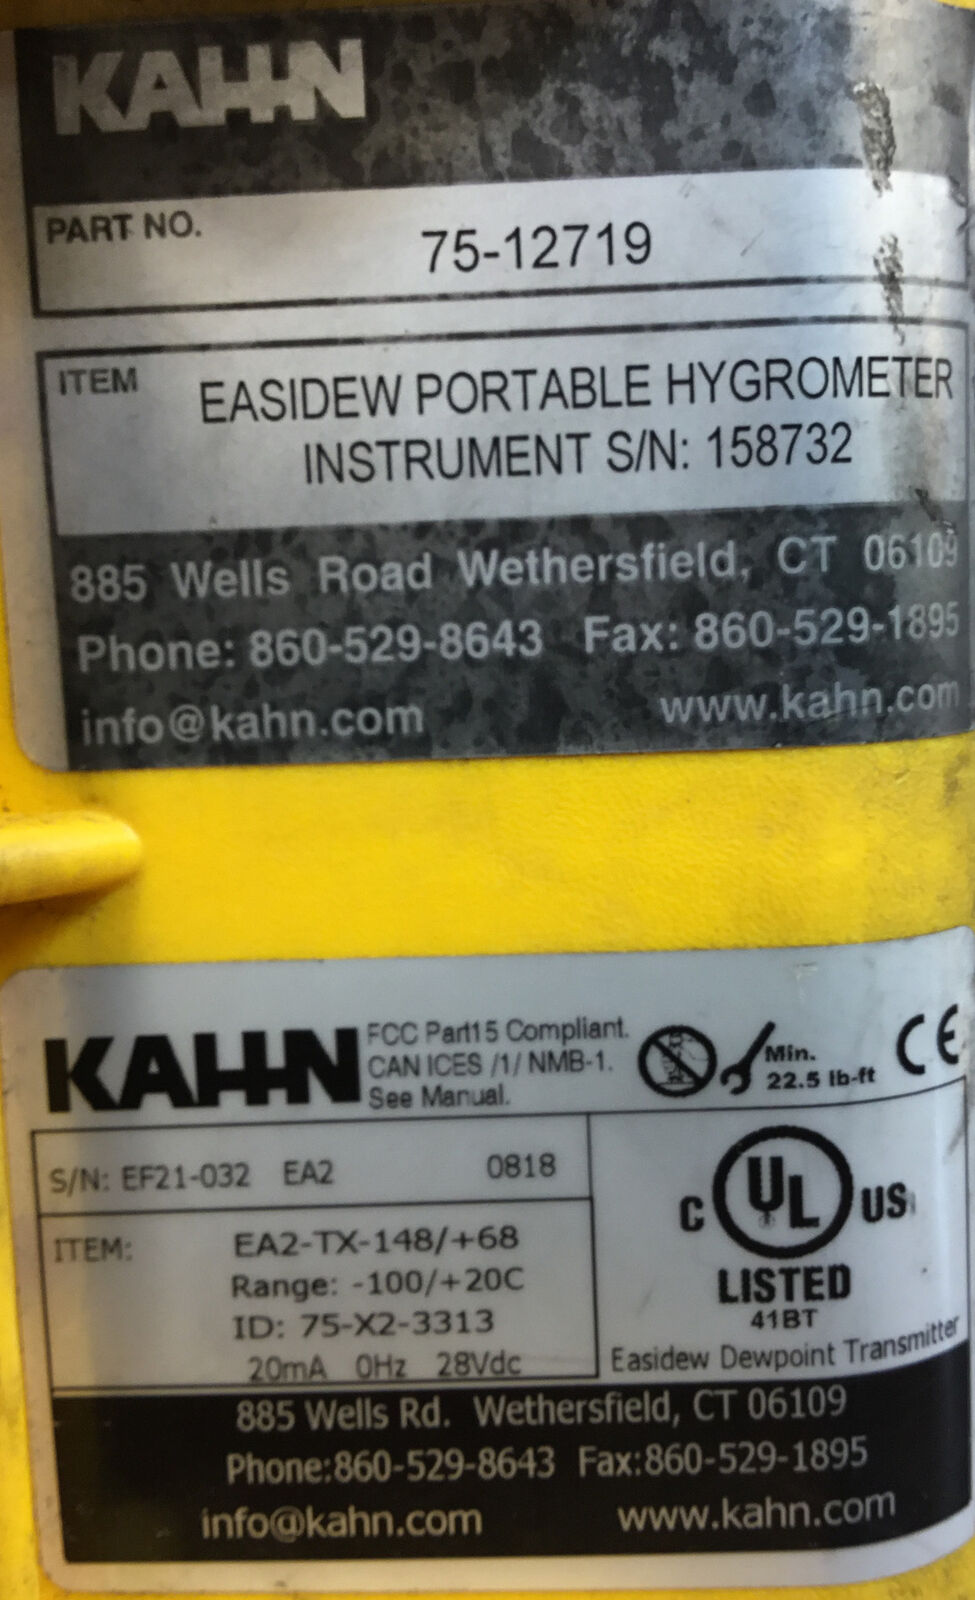 KAHN
PART NO.
75-12719
ITEM
EASIDEW PORTABLE HYGROMETER
INSTRUMENT S/N: 158732
885 Wells Road Wethersfield, CT 06109
Phone: 860-529-8643 Fax: 860-529-1895
info@kahn.com www.kahn.com
KAHN
FCC Part15 Compliant.
CAN ICES /1/ NMB-1.
See Manual.
Min.
22.5 lb-ft
CE
S/N: EF21-032 EA2 0818
ITEM: EA2-TX-148/+68
Range: -100/+20C
ID: 75-X2-3313
20mA 0Hz 28Vdc
C UL US
LISTED
41BT
Easidew Dewpoint Transmitter
885 Wells Rd. Wethersfield, CT 06109
Phone:860-529-8643 Fax:860-529-1895
info@kahn.com www.kahn.com